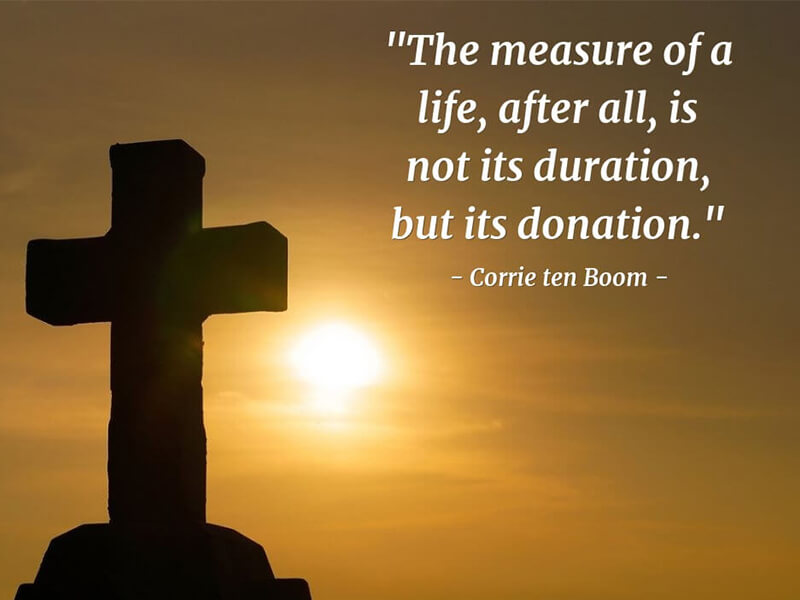 "The measure of a
life, after all, is
not its duration,
but its donation."
- Corrie ten Boom -